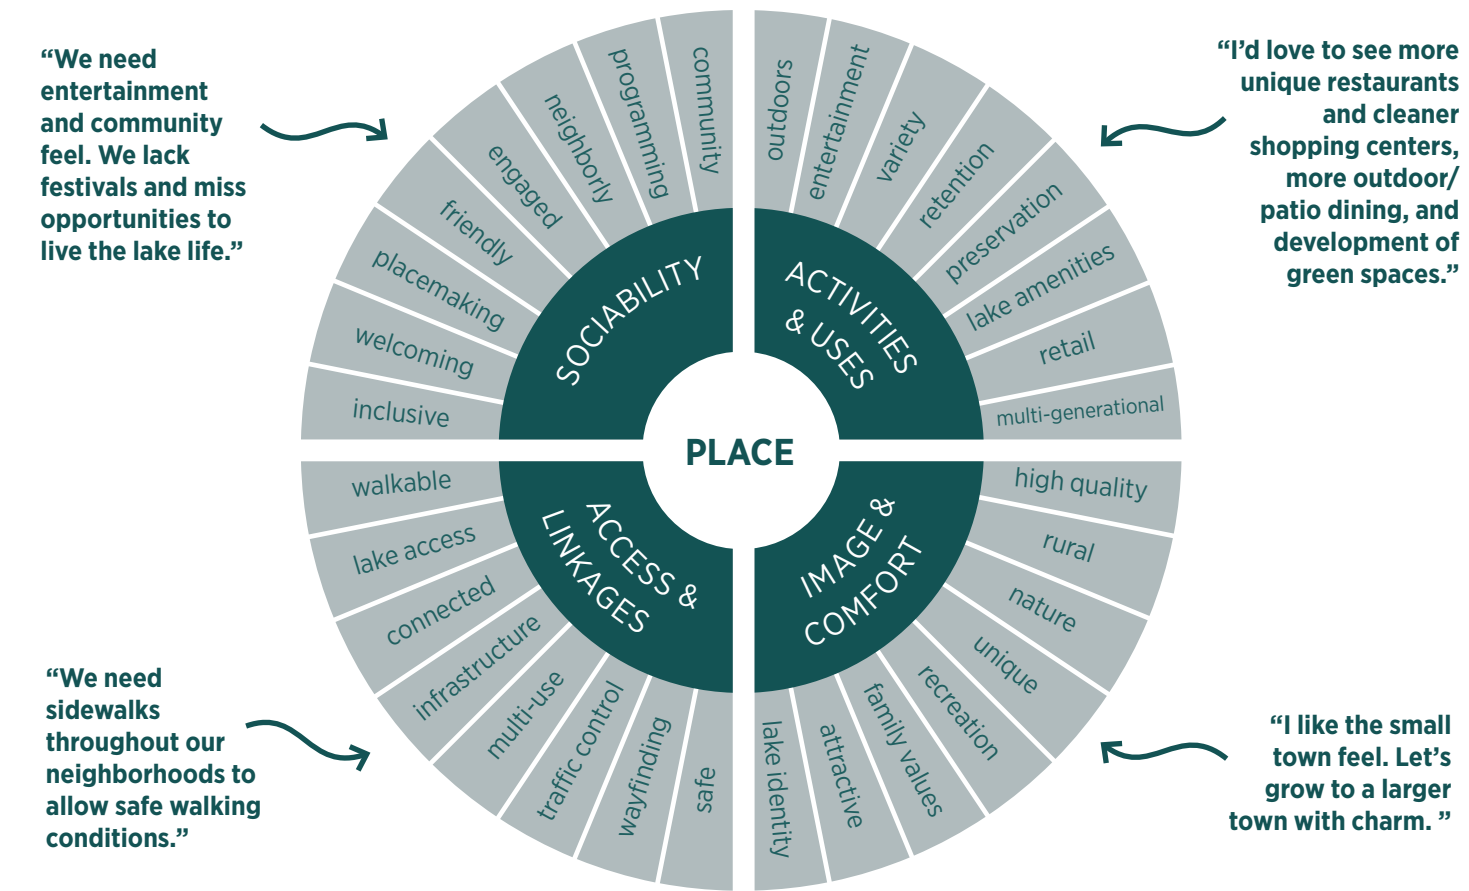 “We need
entertainment
and community
feel. We lack
festivals and miss
opportunities to
live the lake life.”
“I’d love to see more
unique restaurants
and cleaner
shopping centers,
more outdoor/
patio dining, and
development of
green spaces.”
PLACE
SOCIABILITY
inclusive
welcoming
placemaking
friendly
engaged
neighborly
programming
community
ACTIVITIES
& USES
outdoors
entertainment
variety
retention
preservation
lake amenities
retail
multi-generational
IMAGE &
COMFORT
high quality
rural
nature
unique
recreation
family values
attractive
lake identity
ACCESS &
LINKAGES
walkable
lake access
connected
infrastructure
multi-use
traffic control
wayfinding
safe
“We need
sidewalks
throughout our
neighborhoods to
allow safe walking
conditions.”
“I like the small
town feel. Let’s
grow to a larger
town with charm. ”